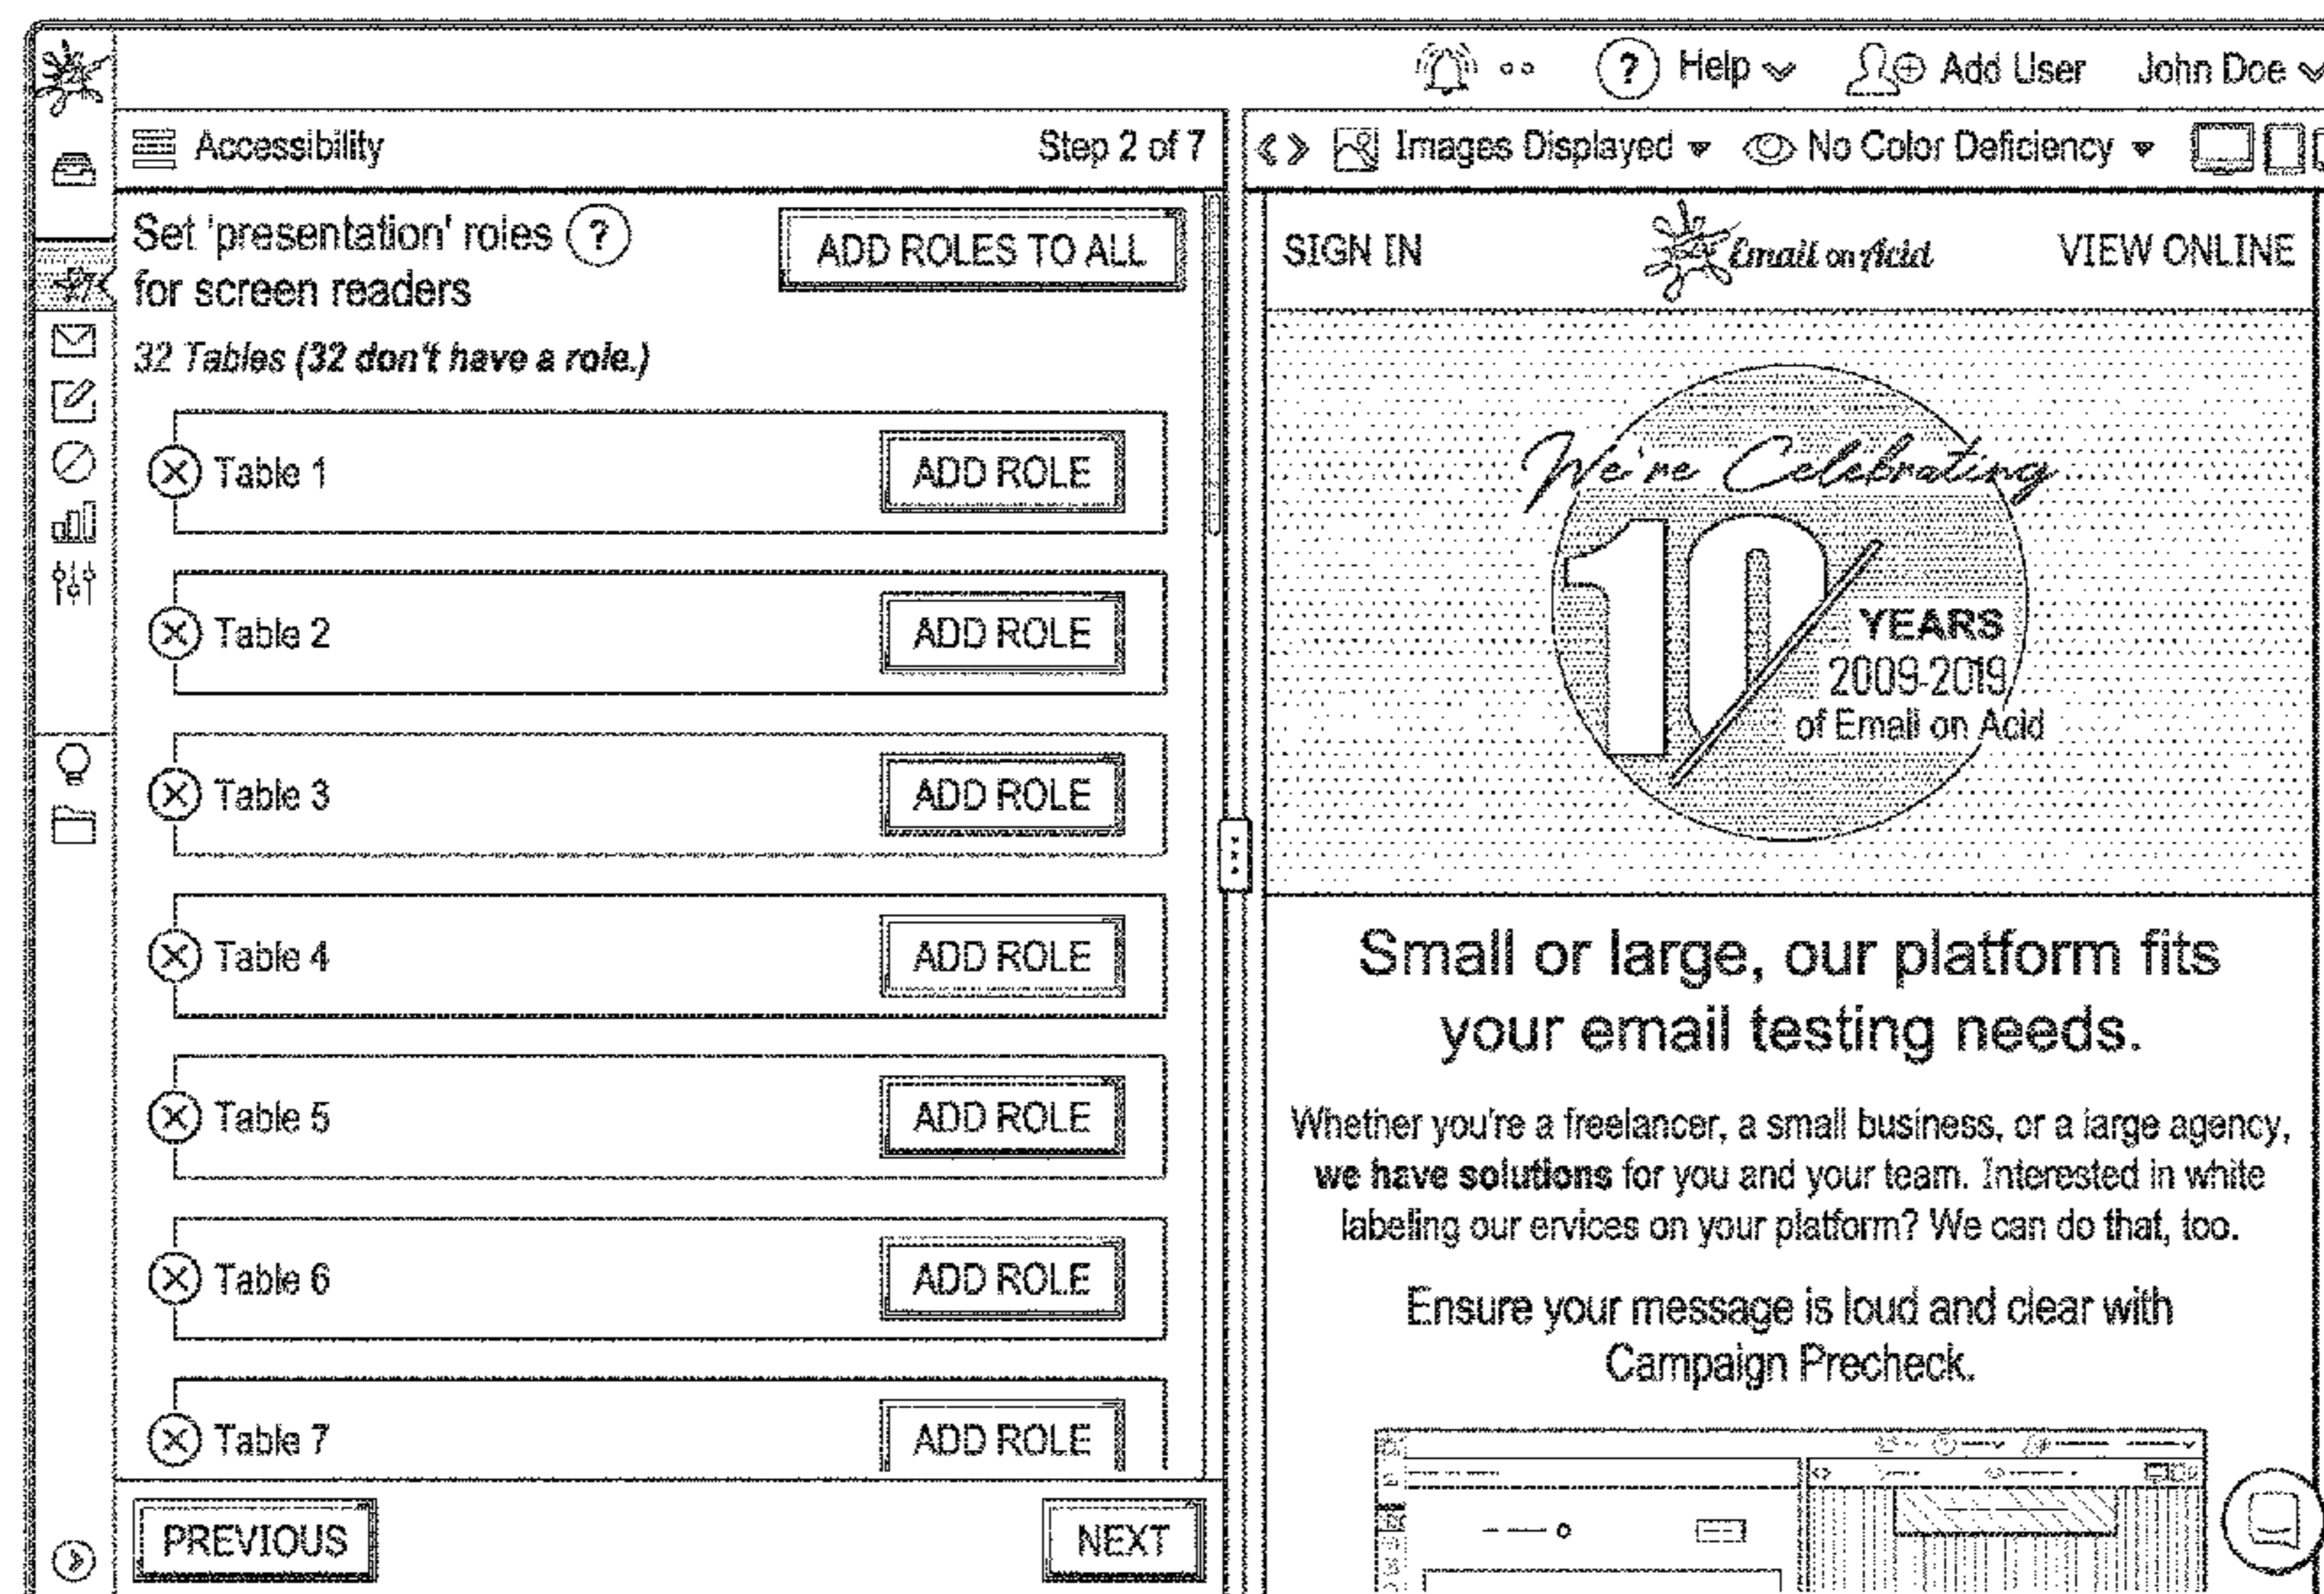 Help
Add User
John Doe
Accessibility
Step 2 of 7
Images Displayed
No Color Deficiency
Set 'presentation' roies ?
for screen readers
ADD ROLES TO ALL
32 Tables (32 don't have a role.)
Table 1 ADD ROLE
Table 2 ADD ROLE
Table 3 ADD ROLE
Table 4 ADD ROLE
Table 5 ADD ROLE
Table 6 ADD ROLE
Table 7 ADD ROLE
PREVIOUS
NEXT
SIGN IN
Email on Acid
VIEW ONLINE
We're Celebrating
10
YEARS
2009-2019
of Email on Acid
Small or large, our platform fits
your email testing needs.
Whether you're a freelancer, a small business, or a large agency,
we have solutions for you and your team. Interested in white
labeling our ervices on your platform? We can do that, too.
Ensure your message is loud and clear with
Campaign Precheck.